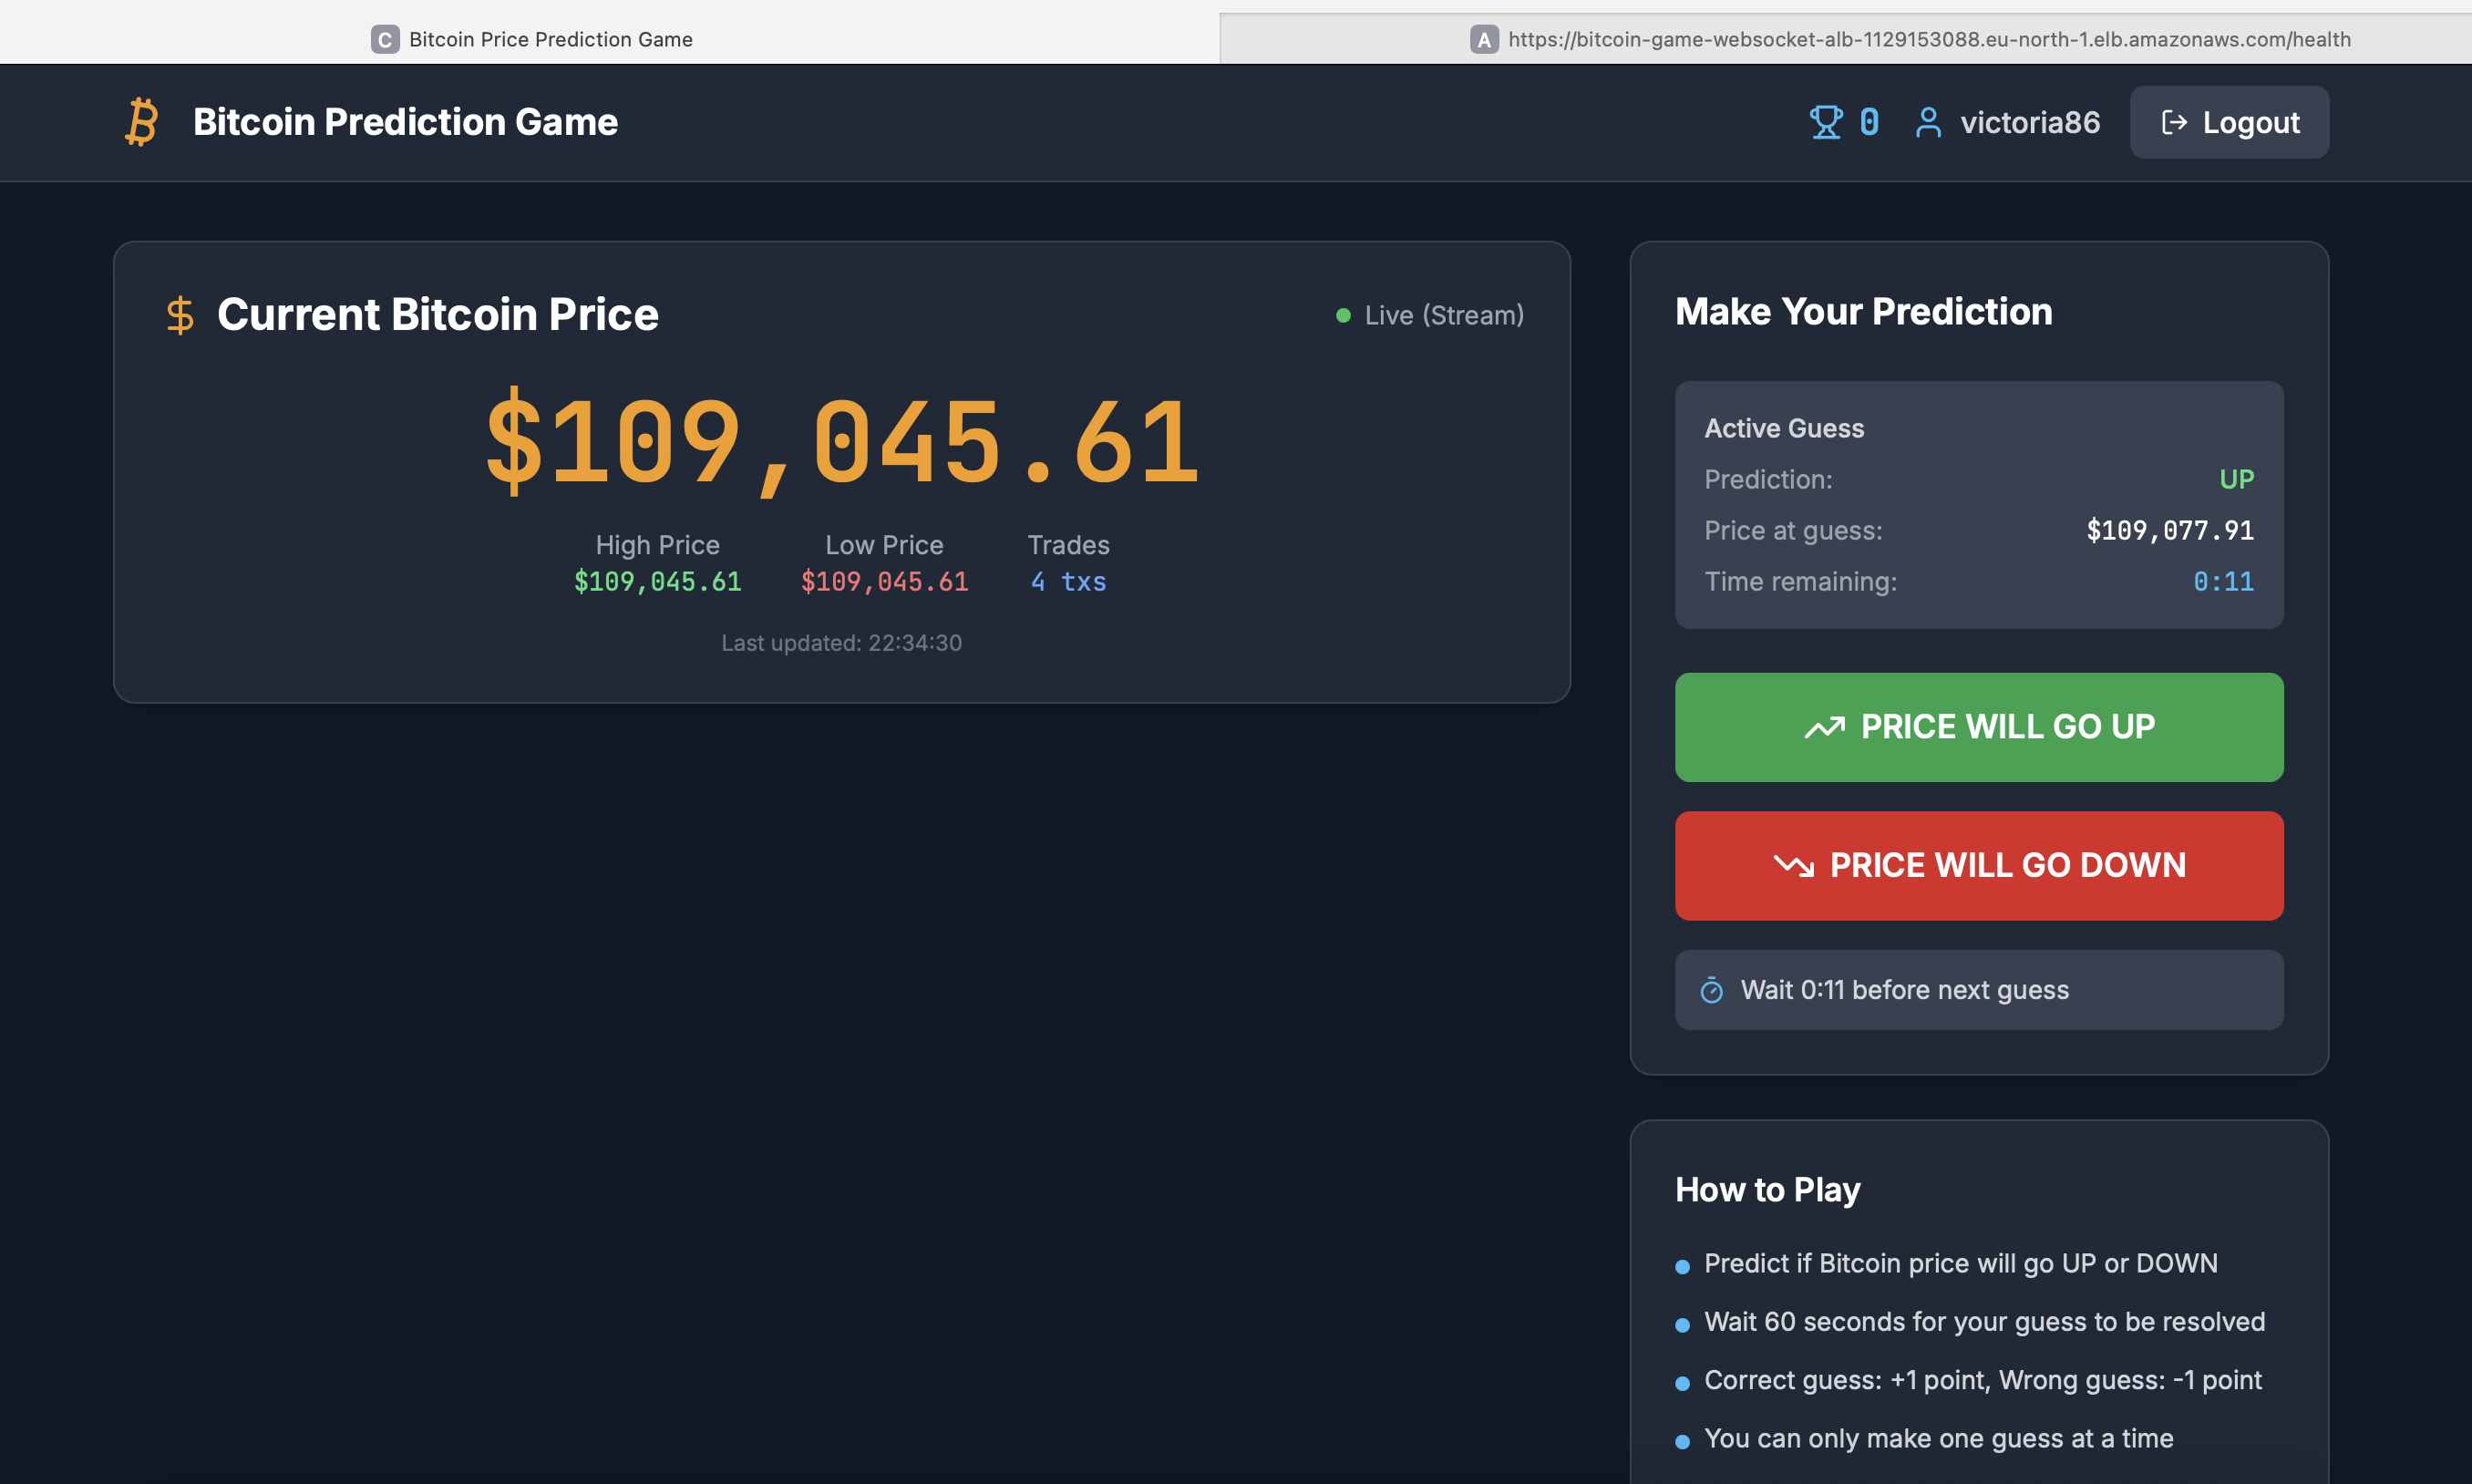 C Bitcoin Price Prediction Game
A https://bitcoin-game-websocket-alb-1129153088.eu-north-1.elb.amazonaws.com/health
Bitcoin Prediction Game
0 victoria86 Logout
$ Current Bitcoin Price
Live (Stream)
$109,045.61
High Price Low Price Trades
$109,045.61 $109,045.61 4 txs
Last updated: 22:34:30
Make Your Prediction
Active Guess
Prediction: UP
Price at guess: $109,077.91
Time remaining: 0:11
PRICE WILL GO UP
PRICE WILL GO DOWN
Wait 0:11 before next guess
How to Play
Predict if Bitcoin price will go UP or DOWN
Wait 60 seconds for your guess to be resolved
Correct guess: +1 point, Wrong guess: -1 point
You can only make one guess at a time